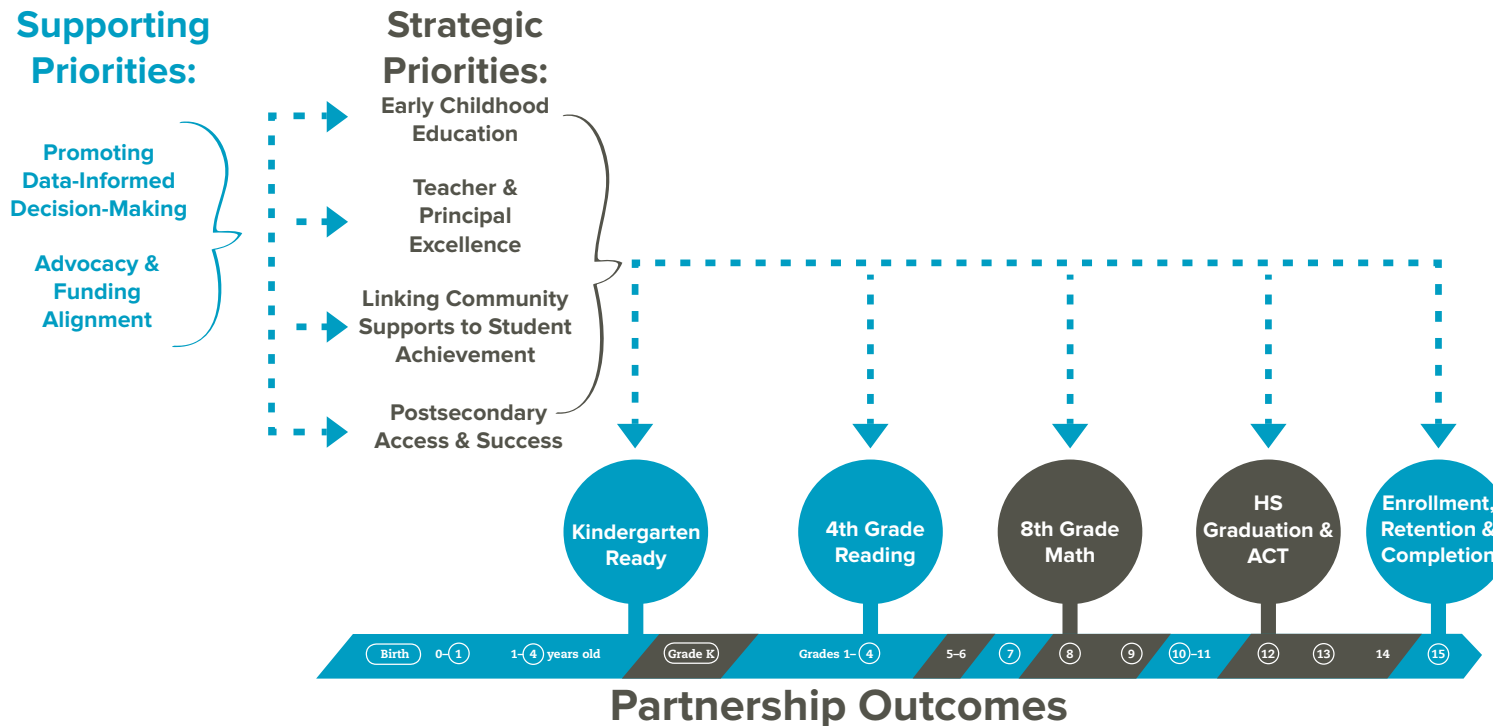 Supporting
Priorities:
Promoting
Data-Informed
Decision-Making
Advocacy &
Funding
Alignment
Strategic
Priorities:
Early Childhood
Education
Teacher &
Principal
Excellence
Linking Community
Supports to Student
Achievement
Postsecondary
Access & Success
Kindergarten
Ready
4th Grade
Reading
8th Grade
Math
HS
Graduation &
ACT
Enrollment,
Retention &
Completion
Birth 0–1 1–4 years old Grade K Grades 1–4 5–6 7 8 9 10–11 12 13 14 15
Partnership Outcomes